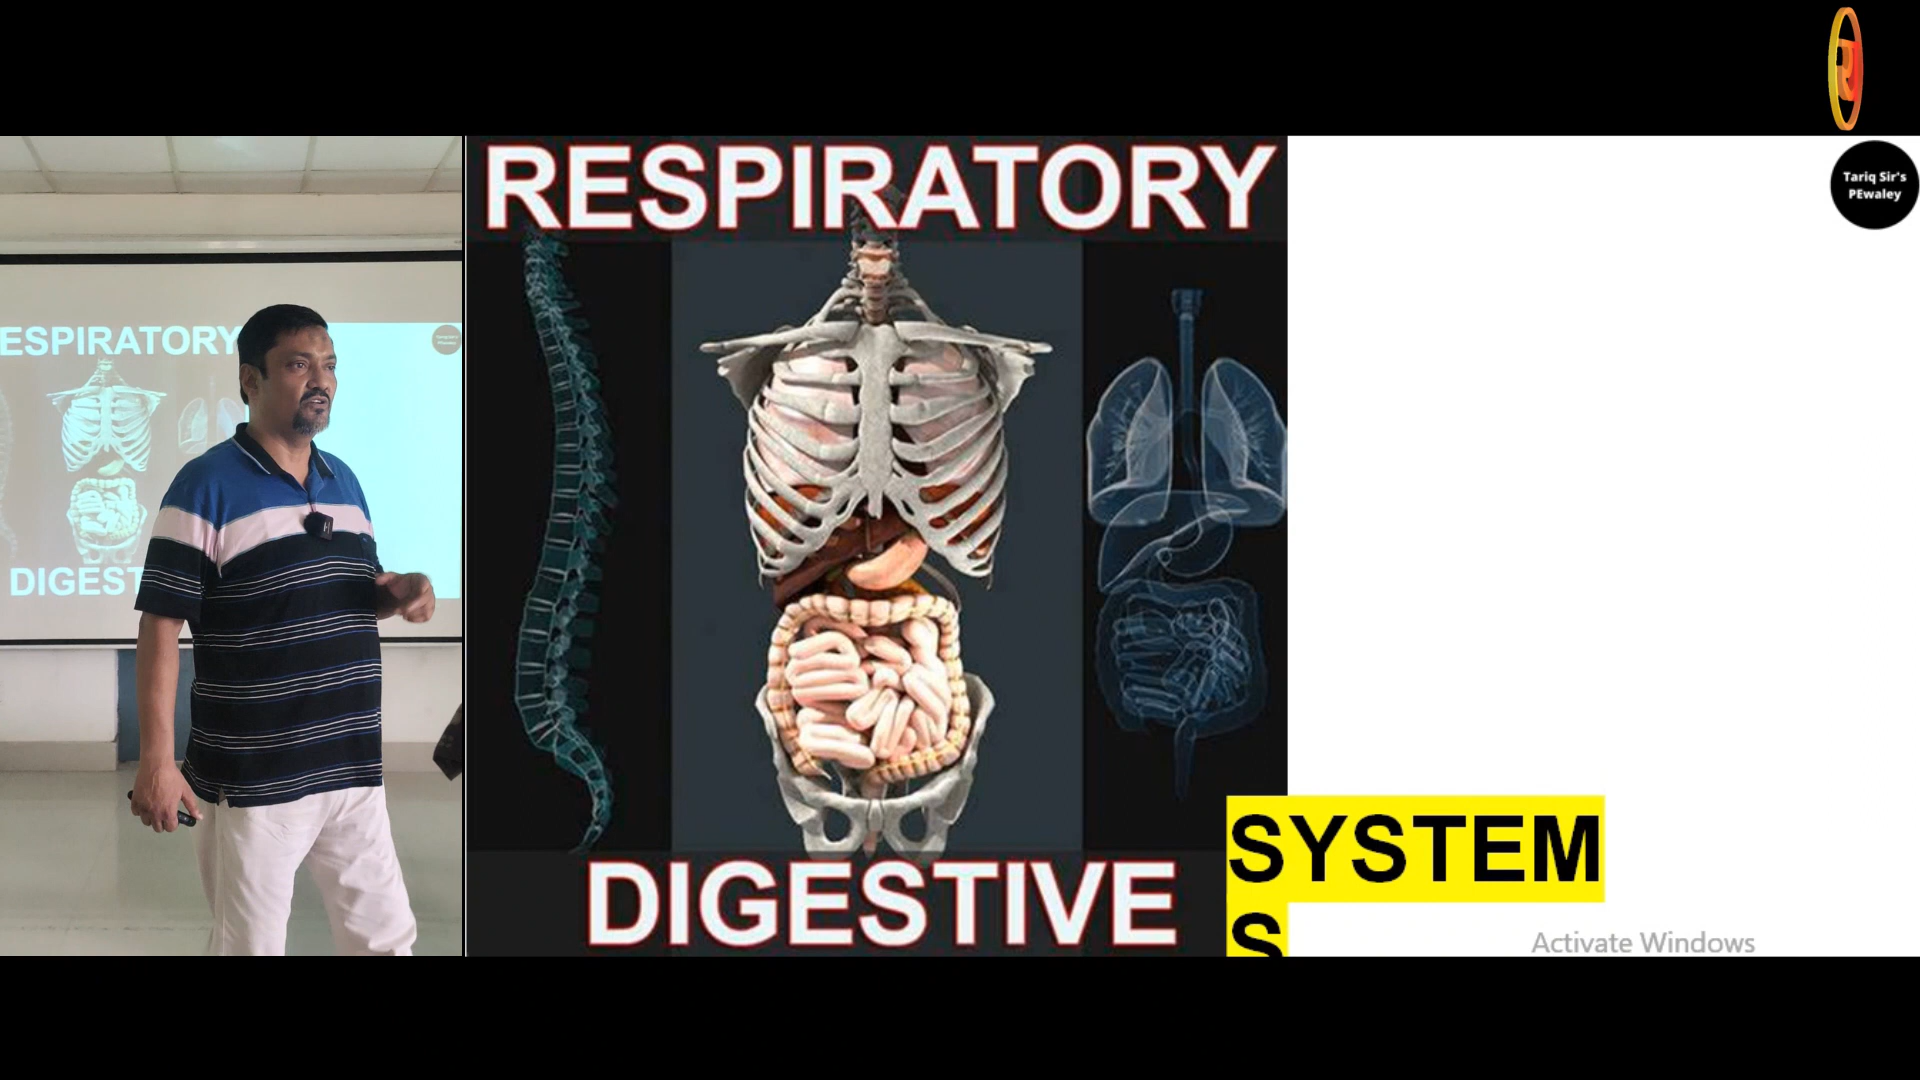 र
Tariq Sir's
PEwaley
RESPIRATORY
ESPIRATORY
DIGEST
DIGESTIVE
SYSTEM
S
Activate Windows